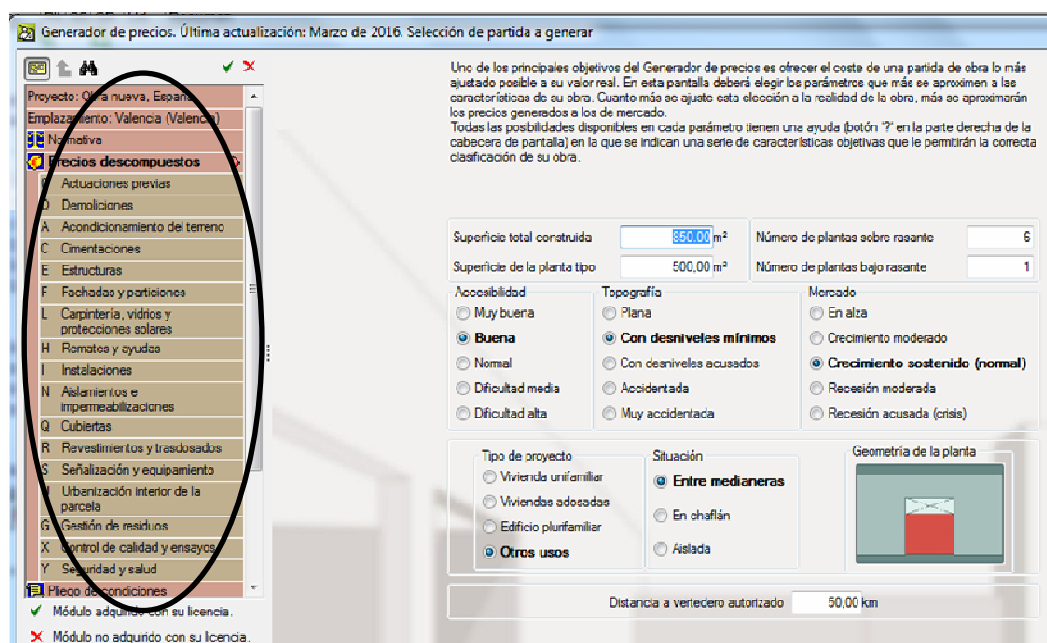 Generador de precios. Última actualización: Marzo de 2016. Selección de partida a generar
Proyecto: Obra nueva, España
Emplazamiento: Valencia (Valencia)
Normativa
Precios descompuestos
Actuaciones previas
D Demoliciones
A Acondicionamiento del terreno
C Cimentaciones
E Estructuras
F Fachadas y particiones
L Carpintería, vidrios y
protecciones solares
H Remates y ayudas
I Instalaciones
N Aislamientos e
impermeabilizaciones
Q Cubiertas
R Revestimientos y trasdosados
S Señalización y equipamiento
Urbanización interior de la
parcela
G Gestión de residuos
X Control de calidad y ensayos
Y Seguridad y salud
Pliego de condiciones
Módulo adquirido con su licencia.
Módulo no adquirido con su licencia.
Uno de los principales objetivos del Generador de precios es ofrecer el coste de una partida de obra lo más
ajustado posible a su valor real. En esta pantalla deberá elegir los parámetros que más se aproximen a las
características de su obra. Cuanto más se ajuste esta elección a la realidad de la obra, más se aproximarán
los precios generados a los de mercado.
Todas las posibilidades disponibles en cada parámetro tienen una ayuda (botón '?' en la parte derecha de la
cabecera de pantalla) en la que se indican una serie de características objetivas que le permitirán la correcta
clasificación de su obra.
Superficie total construida 850,00 m² Número de plantas sobre rasante 6
Superficie de la planta tipo 500,00 m² Número de plantas bajo rasante 1
Accesibilidad Topografía Mercado
Muy buena Plana En alza
Buena Con desniveles mínimos Crecimiento moderado
Normal Con desniveles acusados Crecimiento sostenido (normal)
Dificultad media Accidentada Recesión moderada
Dificultad alta Muy accidentada Recesión acusada (crisis)
Tipo de proyecto Situación Geometría de la planta
Vivienda unifamiliar Entre medianeras
Viviendas adosadas En chaflán
Edificio plurifamiliar
Otros usos Aislada
Distancia a vertedero autorizado 50,00 km